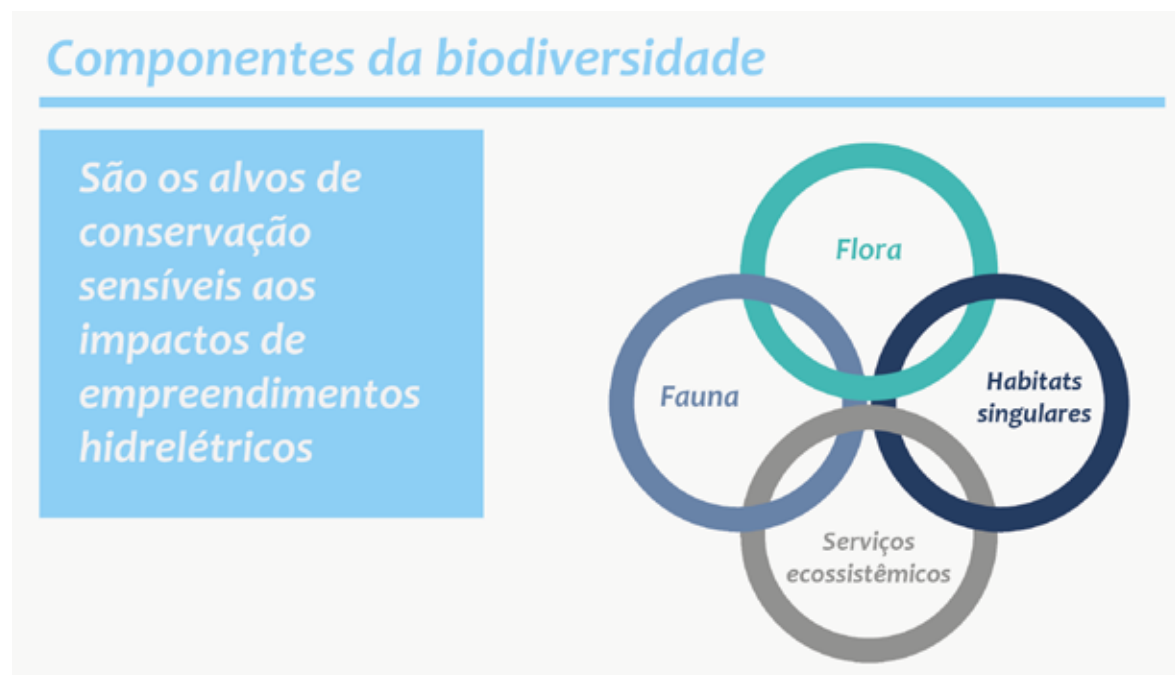 Componentes da biodiversidade
São os alvos de
conservação
sensíveis aos
impactos de
empreendimentos
hidrelétricos
Flora
Fauna
Habitats
singulares
Serviços
ecossistêmicos